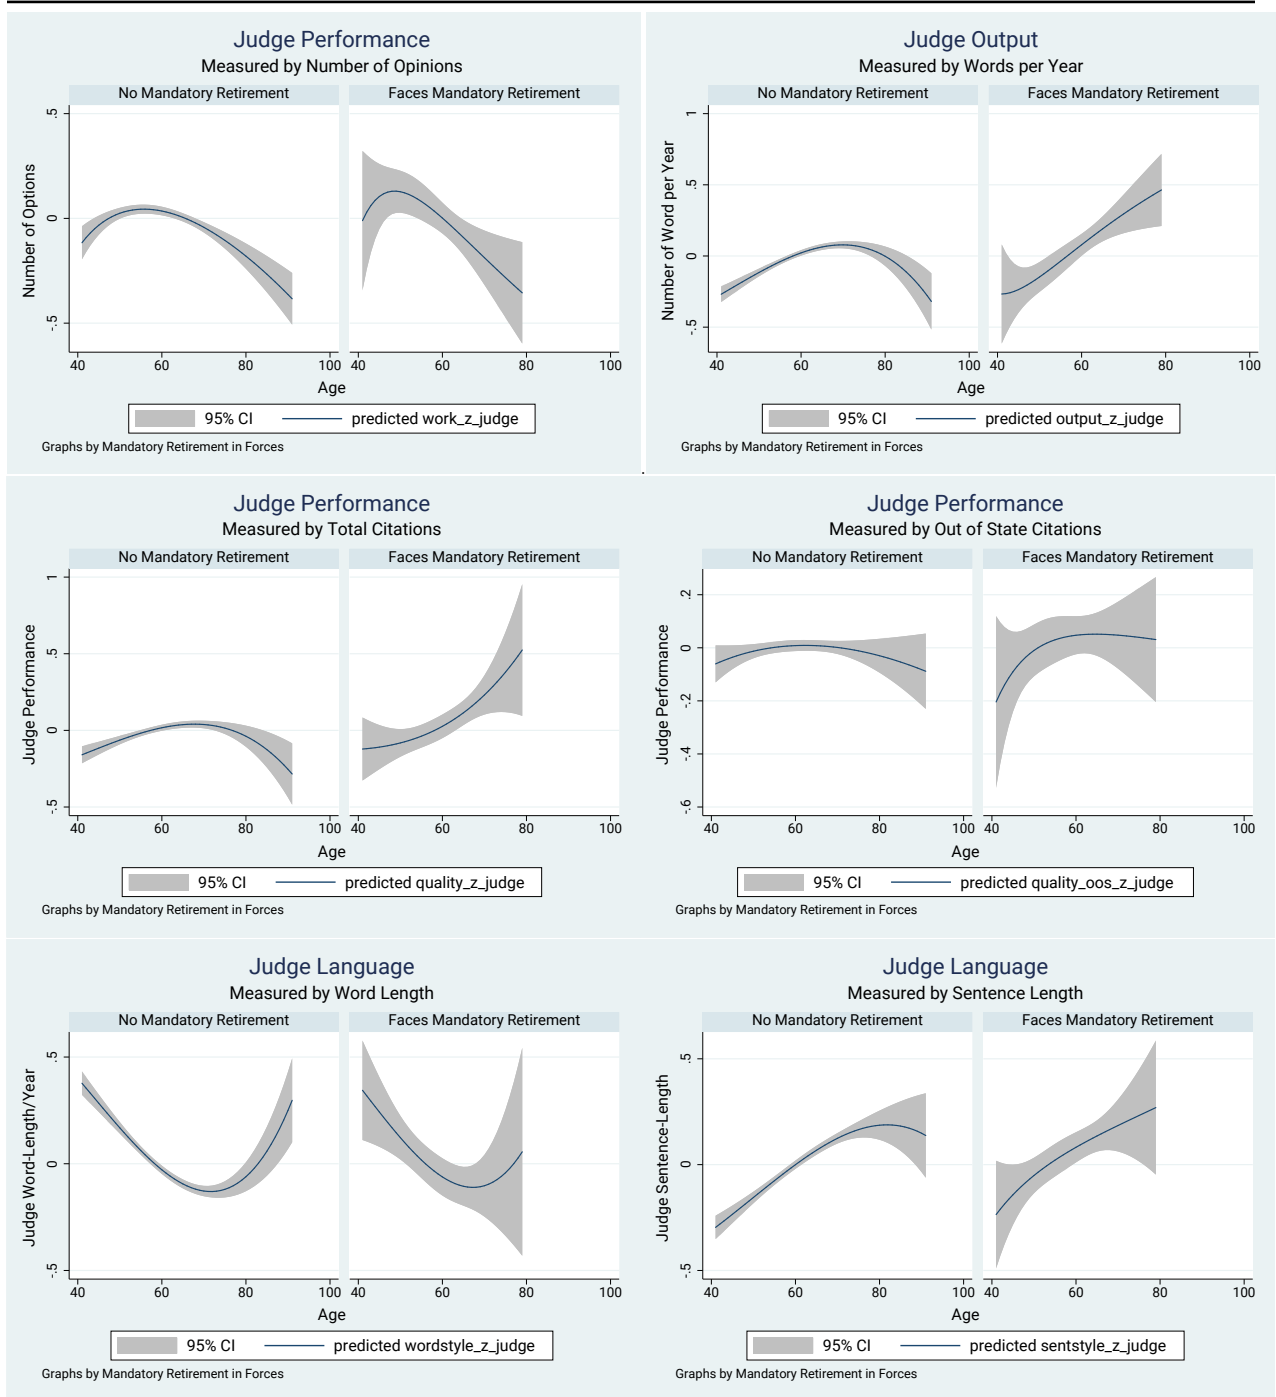 Judge Performance
Measured by Number of Opinions
No Mandatory Retirement
Faces Mandatory Retirement
Number of Options
.5
0
-.5
40
60
80
100
40
60
80
100
Age
95% CI
predicted work_z_judge
Graphs by Mandatory Retirement in Forces
Judge Output
Measured by Words per Year
No Mandatory Retirement
Faces Mandatory Retirement
Number of Word per Year
1
.5
0
-.5
40
60
80
100
40
60
80
100
Age
95% CI
predicted output_z_judge
Graphs by Mandatory Retirement in Forces
Judge Performance
Measured by Total Citations
No Mandatory Retirement
Faces Mandatory Retirement
Judge Performance
1
.5
0
-.5
40
60
80
100
40
60
80
100
Age
95% CI
predicted quality_z_judge
Graphs by Mandatory Retirement in Forces
Judge Performance
Measured by Out of State Citations
No Mandatory Retirement
Faces Mandatory Retirement
Judge Performance
.2
0
-.2
-.4
-.6
40
60
80
100
40
60
80
100
Age
95% CI
predicted quality_oos_z_judge
Graphs by Mandatory Retirement in Forces
Judge Language
Measured by Word Length
No Mandatory Retirement
Faces Mandatory Retirement
Judge Word-Length/Year
.5
0
-.5
40
60
80
100
40
60
80
100
Age
95% CI
predicted wordstyle_z_judge
Graphs by Mandatory Retirement in Forces
Judge Language
Measured by Sentence Length
No Mandatory Retirement
Faces Mandatory Retirement
Judge Sentence-Length
.5
0
-.5
40
60
80
100
40
60
80
100
Age
95% CI
predicted sentstyle_z_judge
Graphs by Mandatory Retirement in Forces